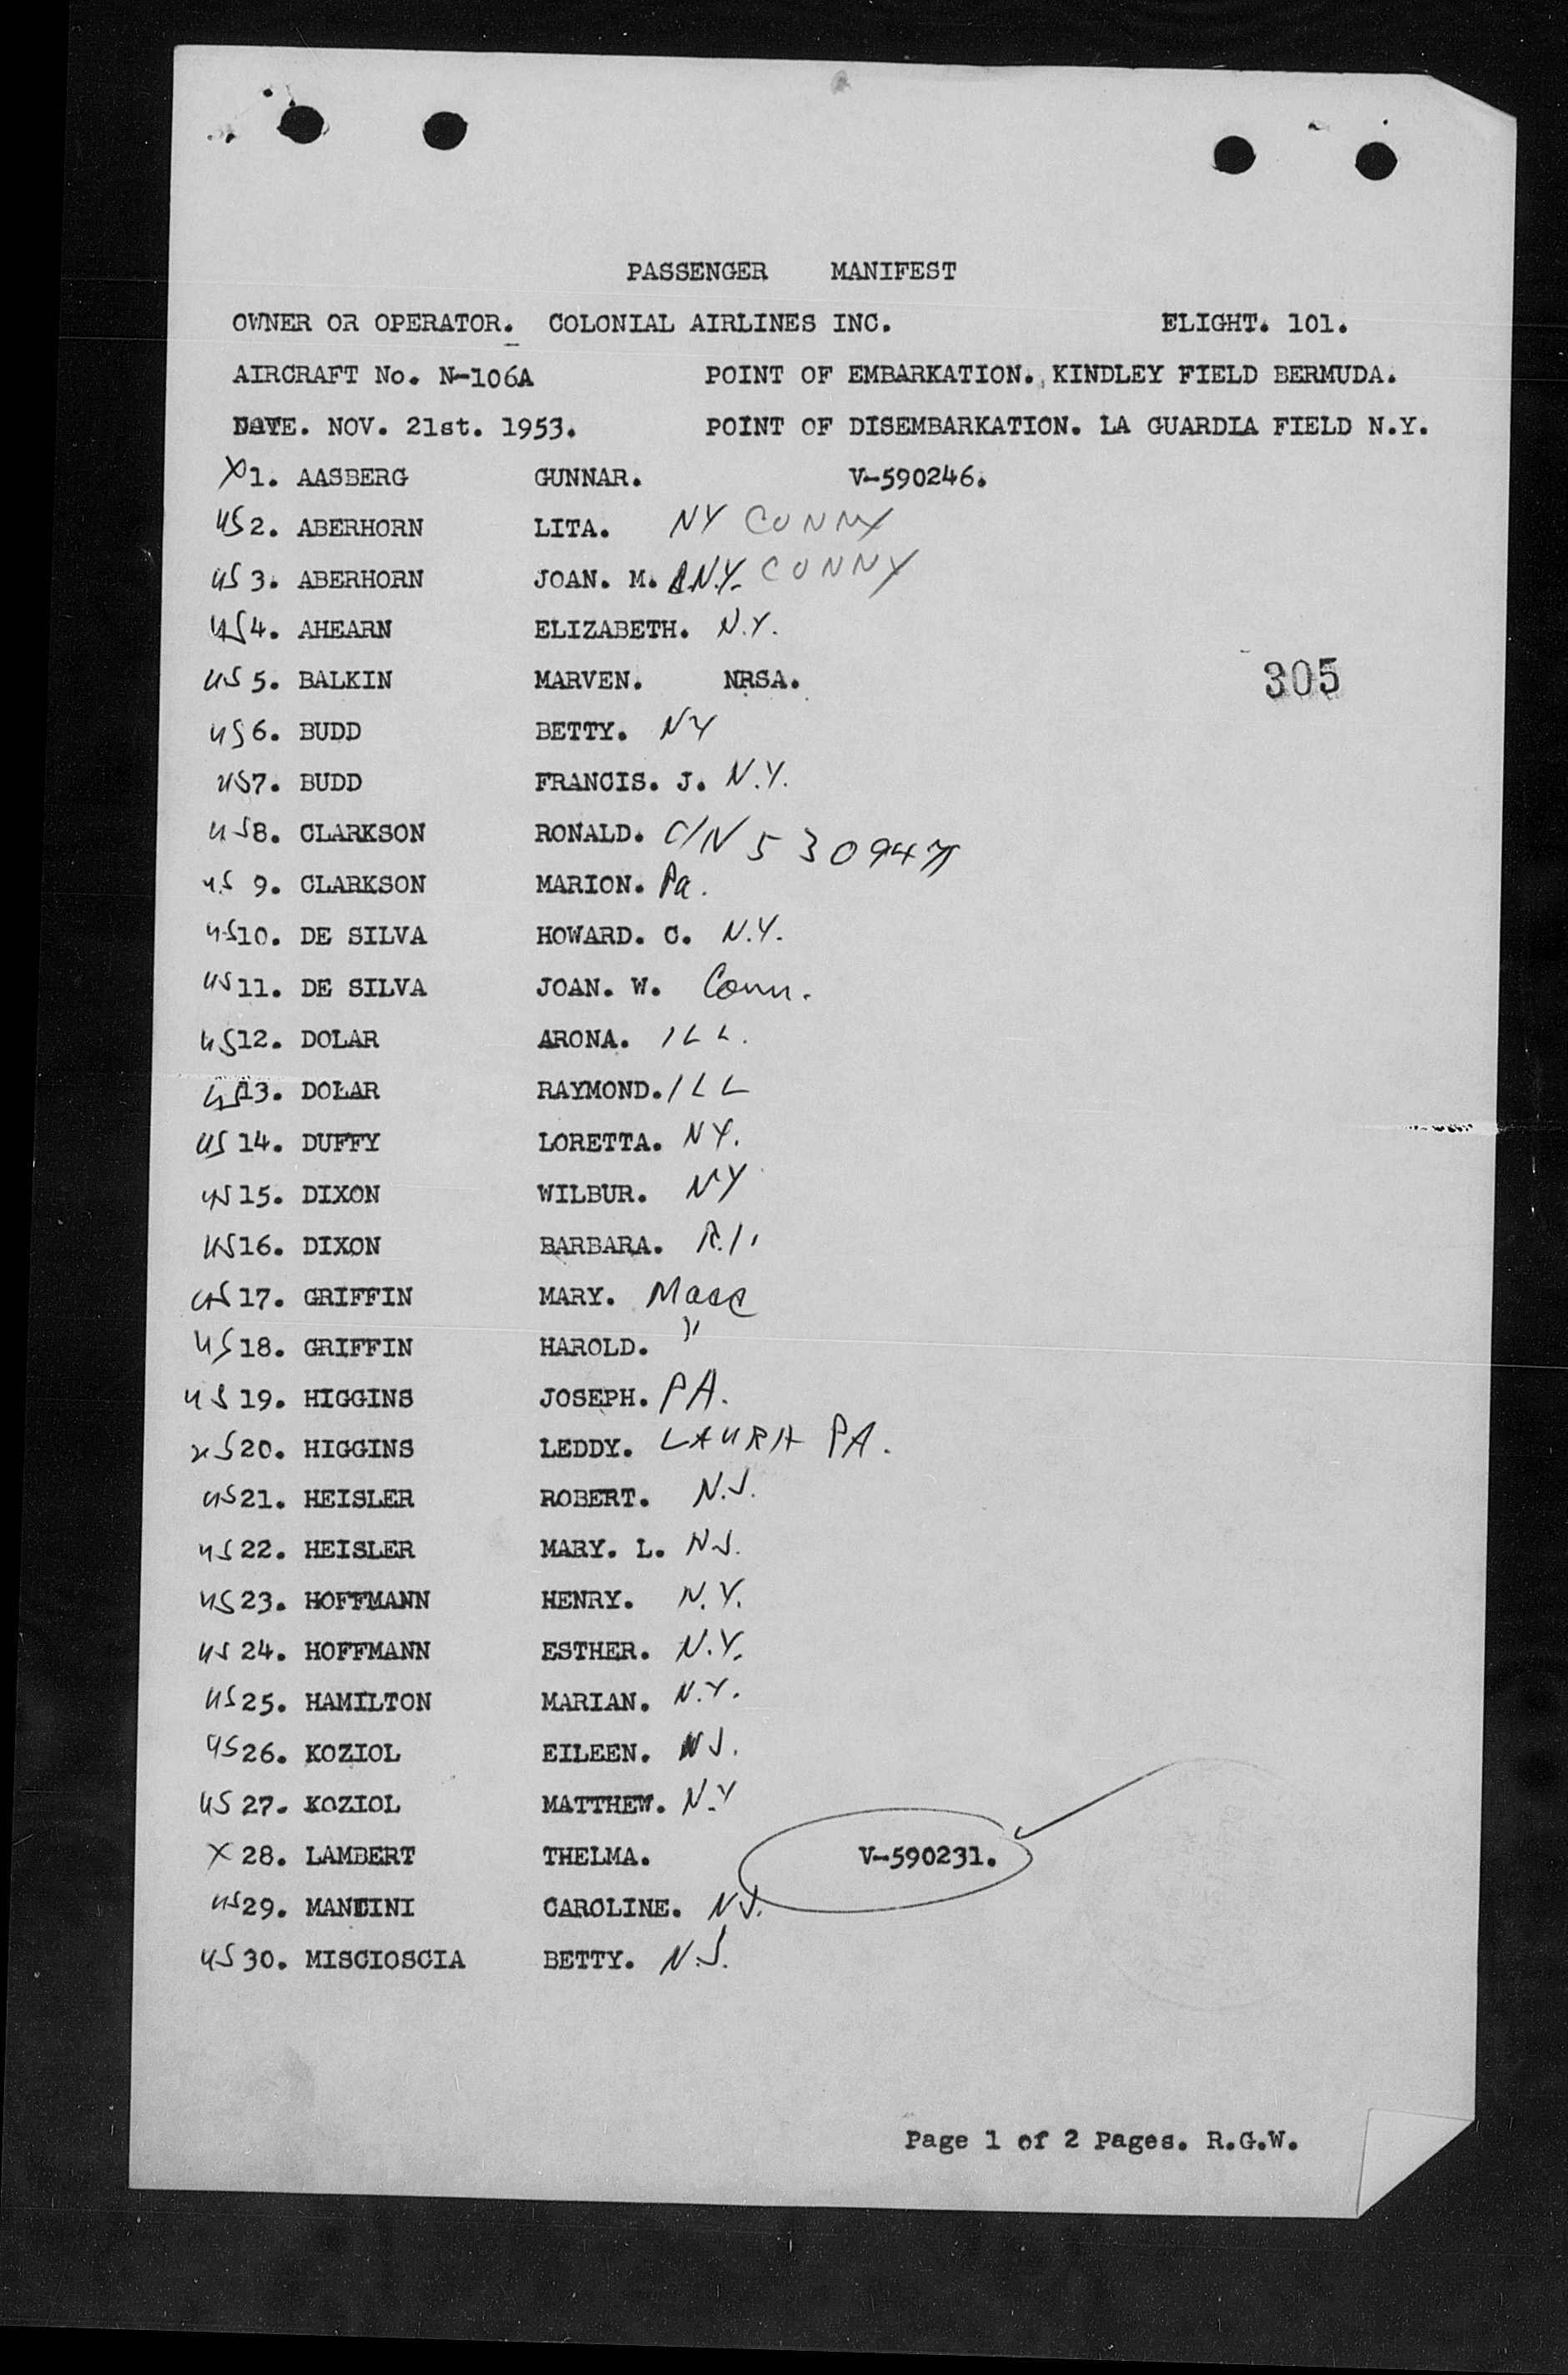 PASSENGER MANIFEST
OWNER OR OPERATOR. COLONIAL AIRLINES INC. ELIGHT. 101.
AIRCRAFT No. N-106A POINT OF EMBARKATION. KINDLEY FIELD BERMUDA.
DATE. NOV. 21st. 1953. POINT OF DISEMBARKATION. LA GUARDIA FIELD N.Y.
X 1. AASBERG GUNNAR. V-590246.
US 2. ABERHORN LITA. NY CONNY
US 3. ABERHORN JOAN. M. N.Y. CONNY
US 4. AHEARN ELIZABETH. N.Y.
US 5. BALKIN MARVEN. NRSA.
305
US 6. BUDD BETTY. NY
US 7. BUDD FRANCIS. J. N.Y.
US 8. CLARKSON RONALD. C/N
US 9. CLARKSON MARION. Pa.
US 10. DE SILVA HOWARD. C. N.Y.
US 11. DE SILVA JOAN. W. Conn.
US 12. DOLAR ARONA. ILL.
US 13. DOLAR RAYMOND. ILL
US 14. DUFFY LORETTA. NY.
US 15. DIXON WILBUR. NY
US 16. DIXON BARBARA. R.I.
US 17. GRIFFIN MARY. Mass
US 18. GRIFFIN HAROLD. "
US 19. HIGGINS JOSEPH. PA.
US 20. HIGGINS LEDDY. LAURA PA.
US 21. HEISLER ROBERT. N.J.
US 22. HEISLER MARY. L. N.J.
US 23. HOFFMANN HENRY. N.Y.
US 24. HOFFMANN ESTHER. N.Y.
US 25. HAMILTON MARIAN. N.Y.
US 26. KOZIOL EILEEN. NJ.
US 27. KOZIOL MATTHEW. N.Y
X 28. LAMBERT THELMA. V-590231.
US 29. MANCINI CAROLINE. NJ.
US 30. MISCIOSCIA BETTY. N.J.
Page 1 of 2 Pages. R.G.W.